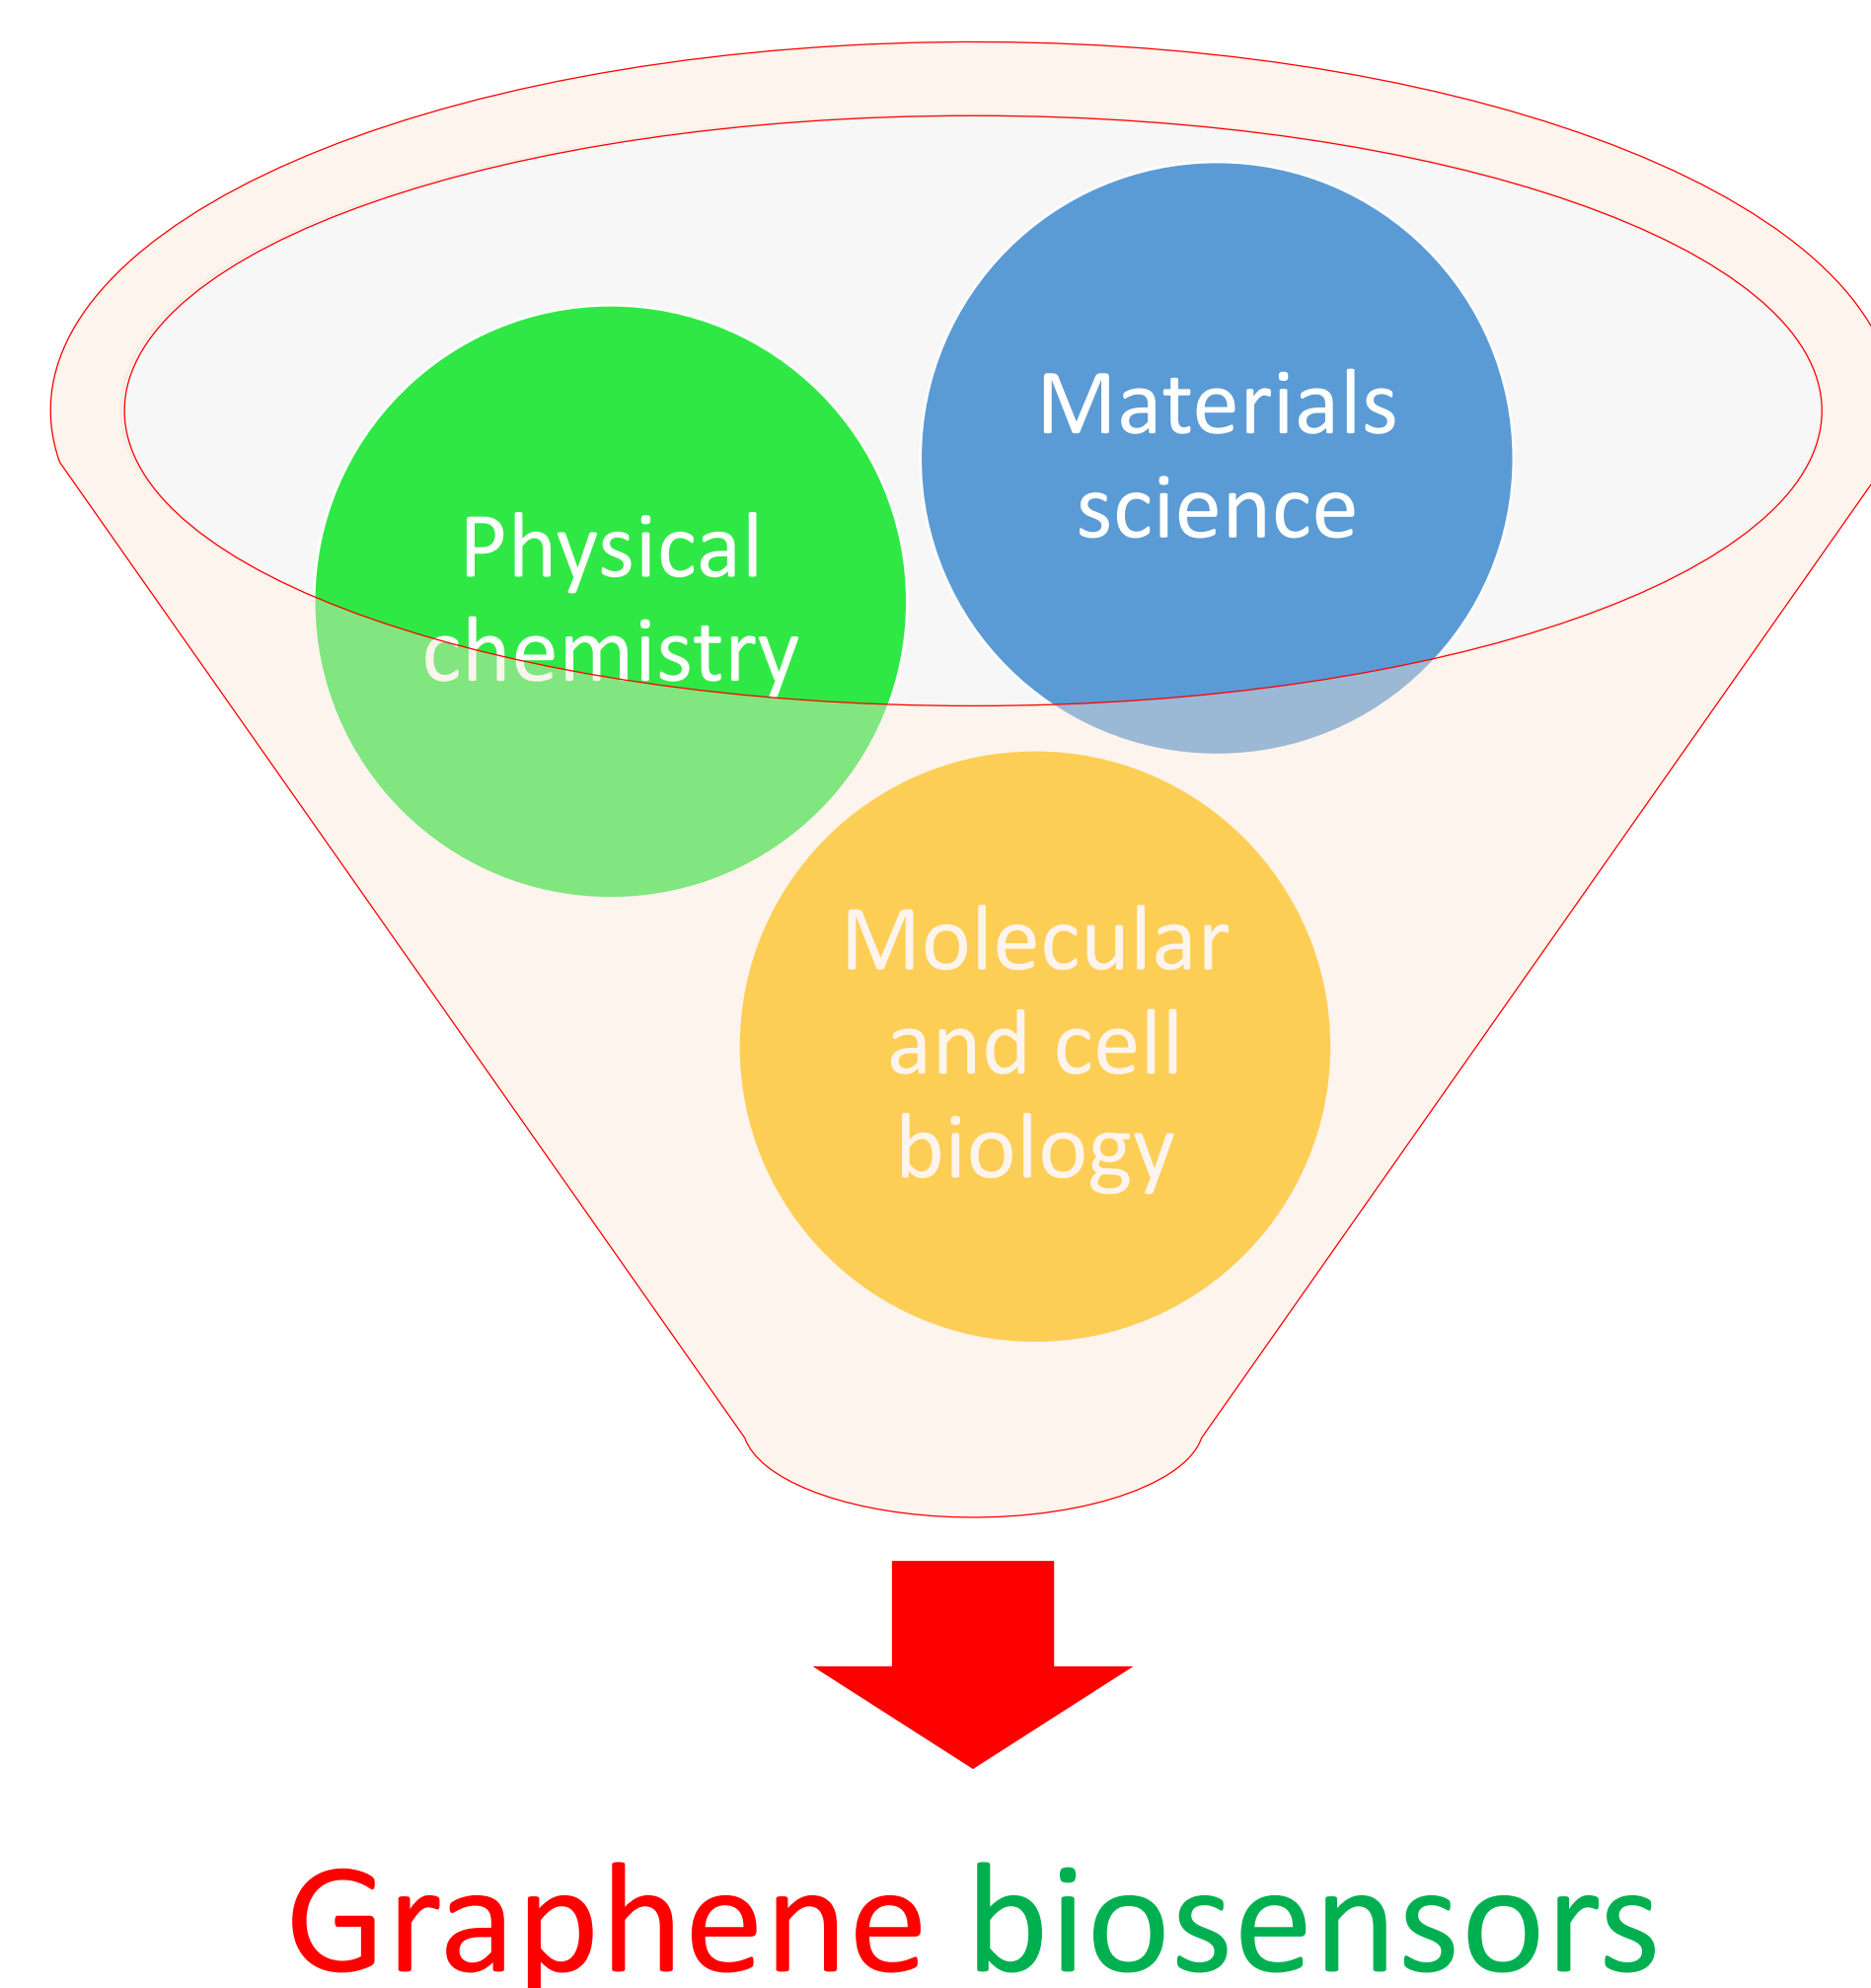 Materials
science
Physical
chemistry
Molecular
and cell
biology
Graphene biosensors